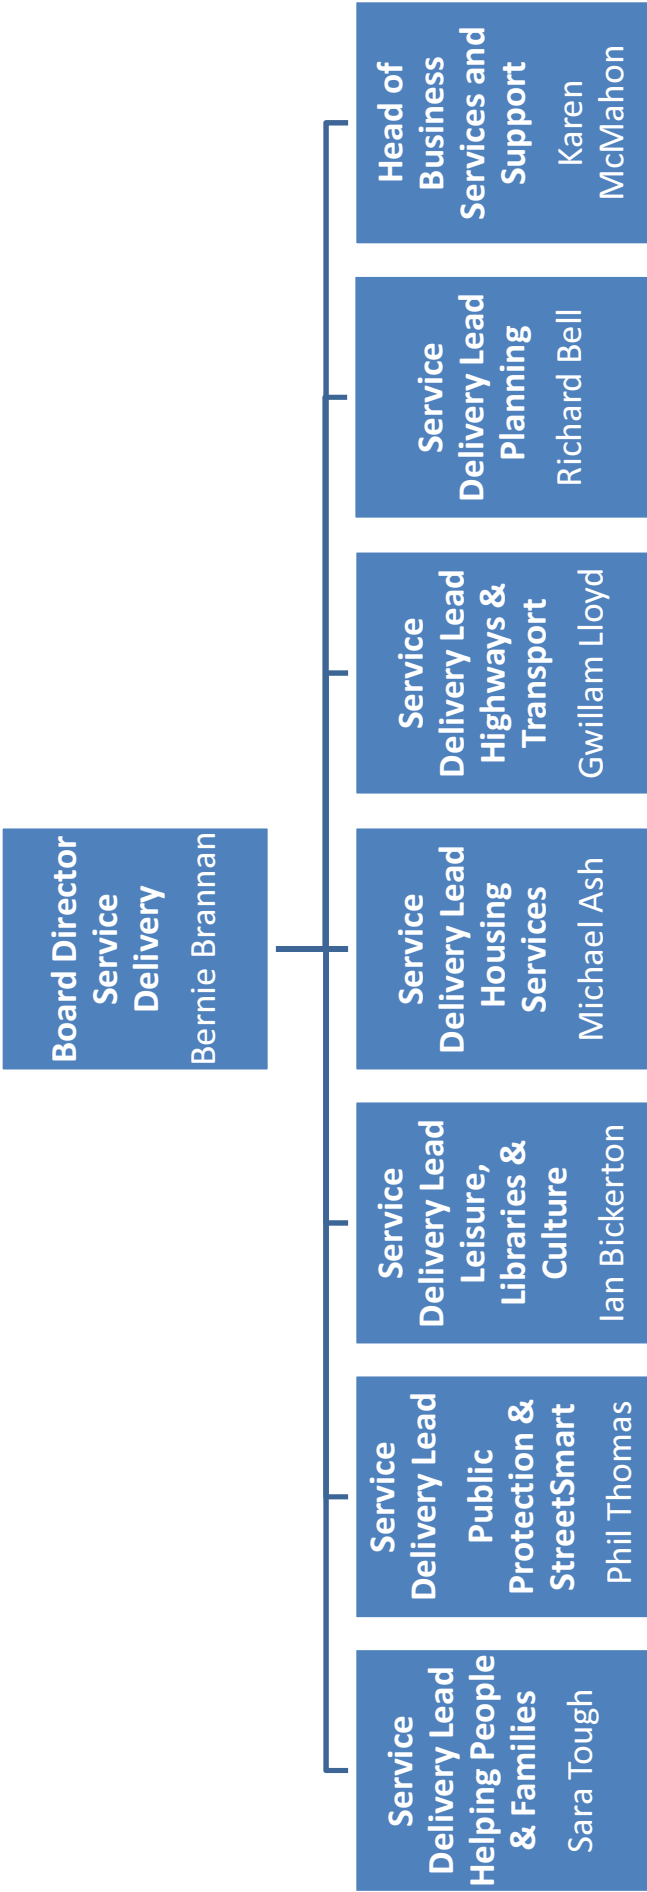 Board Director
Service
Delivery
Bernie Brannan
Service
Delivery Lead
Helping People
& Families
Sara Tough
Service
Delivery Lead
Public
Protection &
StreetSmart
Phil Thomas
Service
Delivery Lead
Leisure,
Libraries &
Culture
Ian Bickerton
Service
Delivery Lead
Housing
Services
Michael Ash
Service
Delivery Lead
Highways &
Transport
Gwillam Lloyd
Service
Delivery Lead
Planning
Richard Bell
Head of
Business
Services and
Support
Karen
McMahon